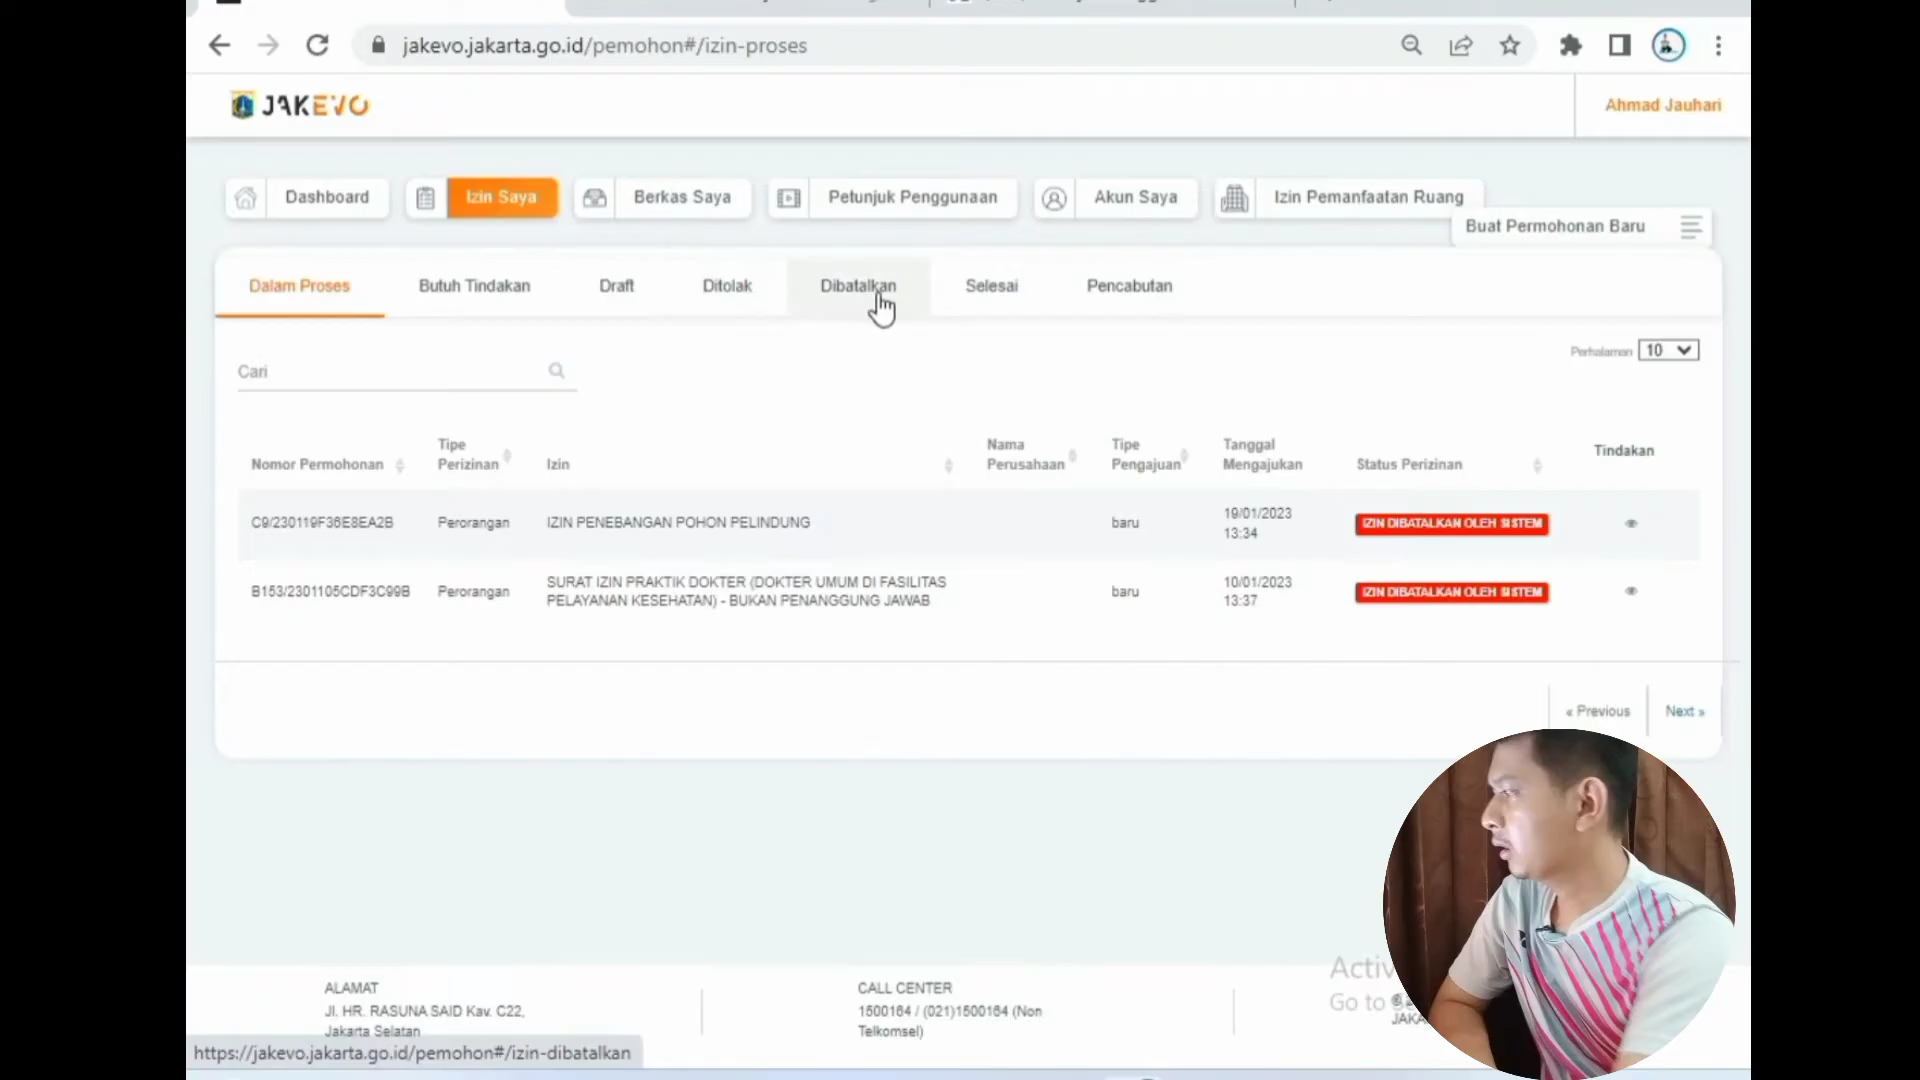 jakevo.jakarta.go.id/pemohon#/izin-proses
JAKEVO
Ahmad Jauhari
Dashboard
Izin Saya
Berkas Saya
Petunjuk Penggunaan
Akun Saya
Izin Pemanfaatan Ruang
Buat Permohonan Baru
Dalam Proses
Butuh Tindakan
Draft
Ditolak
Dibatalkan
Selesai
Pencabutan
Perhalaman 10
Cari
Nomor Permohonan
Tipe
Perizinan
Izin
Nama
Perusahaan
Tipe
Pengajuan
Tanggal
Mengajukan
Status Perizinan
Tindakan
C9/230119F36E8EA2B
Perorangan
IZIN PENEBANGAN POHON PELINDUNG
baru
19/01/2023
13:34
IZIN DIBATALKAN OLEH SISTEM
B153/2301105CDF3C99B
Perorangan
SURAT IZIN PRAKTIK DOKTER (DOKTER UMUM DI FASILITAS
PELAYANAN KESEHATAN) - BUKAN PENANGGUNG JAWAB
baru
10/01/2023
13:37
IZIN DIBATALKAN OLEH SISTEM
« Previous
Next »
ALAMAT
Jl. HR. RASUNA SAID Kav. C22,
Jakarta Selatan
CALL CENTER
1500164 / (021)1500164 (Non
Telkomsel)
Activ
Go to
JAKA
https://jakevo.jakarta.go.id/pemohon#/izin-dibatalkan